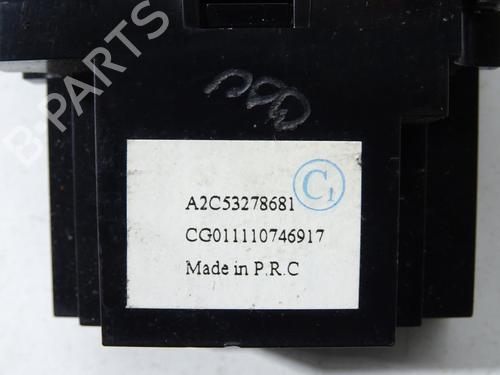 B-PARTS
C1
A2C53278681
CG011110746917
Made in P.R.C